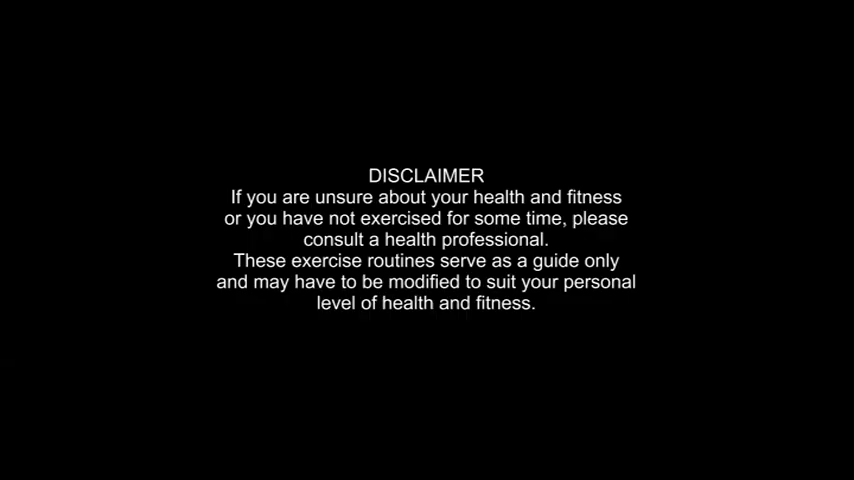 DISCLAIMER
If you are unsure about your health and fitness
or you have not exercised for some time, please
consult a health professional.
These exercise routines serve as a guide only
and may have to be modified to suit your personal
level of health and fitness.